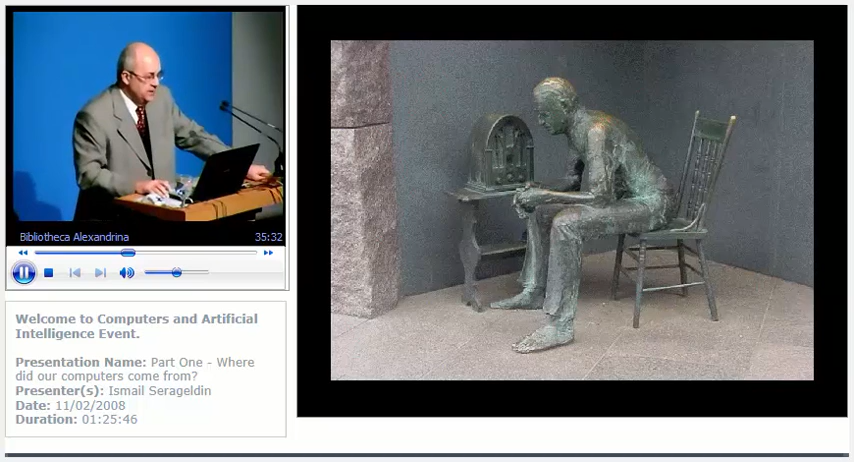 Bibliotheca Alexandrina 35:32
Welcome to Computers and Artificial
Intelligence Event.
Presentation Name: Part One - Where
did our computers come from?
Presenter(s): Ismail Serageldin
Date: 11/02/2008
Duration: 01:25:46